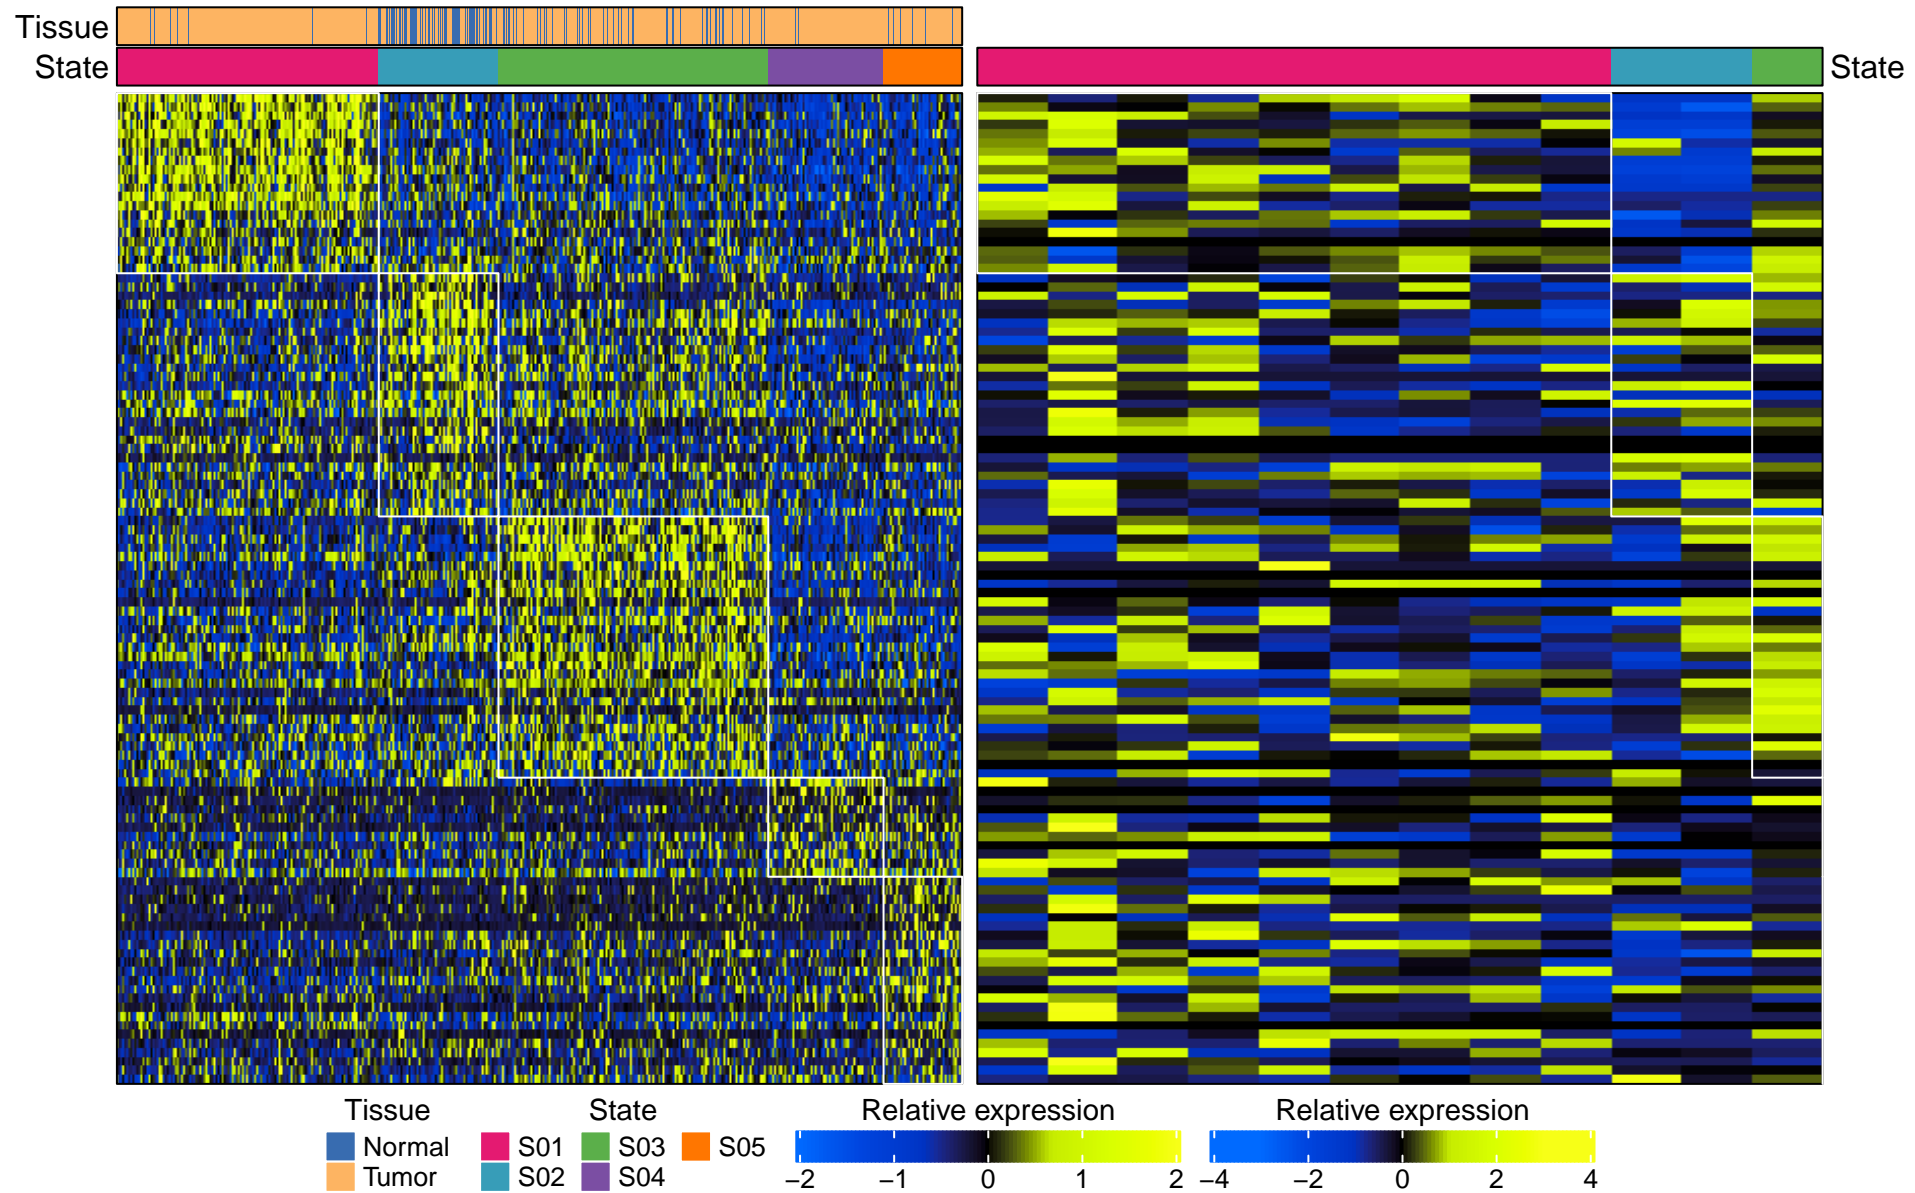 Tissue
State
State
Tissue State Relative expression Relative expression
Normal S01 S03 S05
Tumor S02 S04
−2 −1 0 1 2 −4 −2 0 2 4